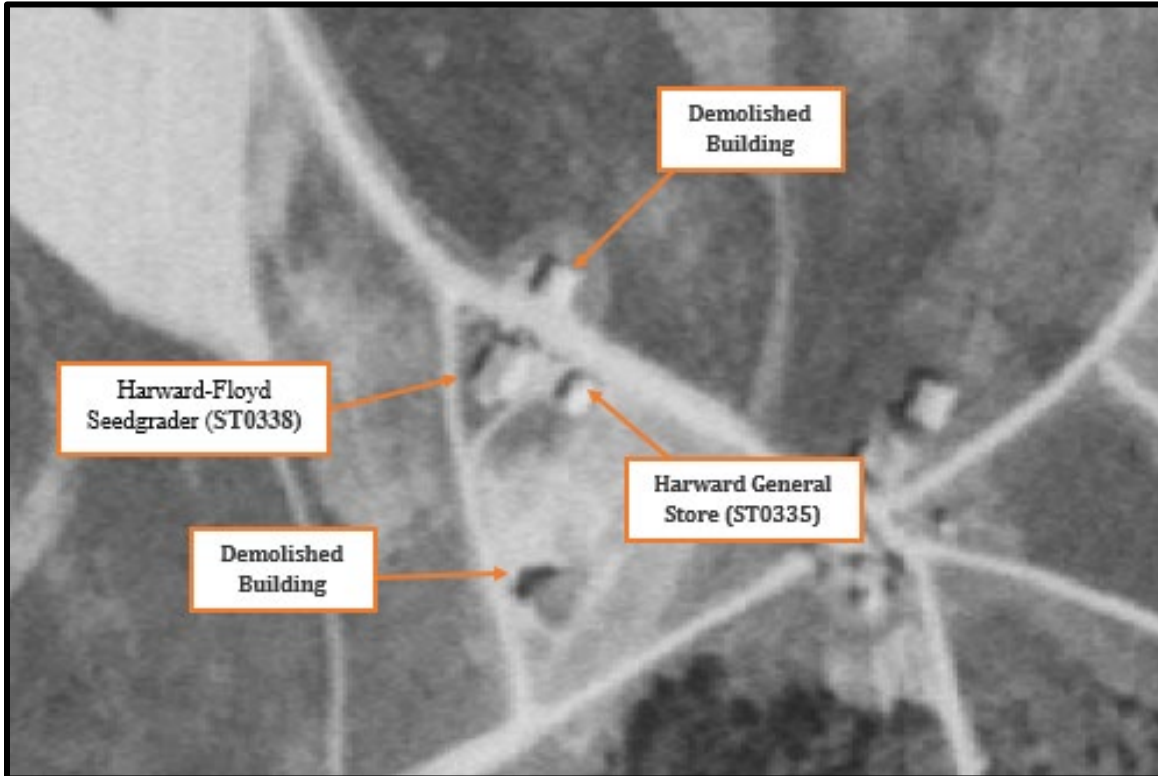 Demolished
Building
Harward-Floyd
Seedgrader (ST0338)
Harward General
Store (ST0335)
Demolished
Building